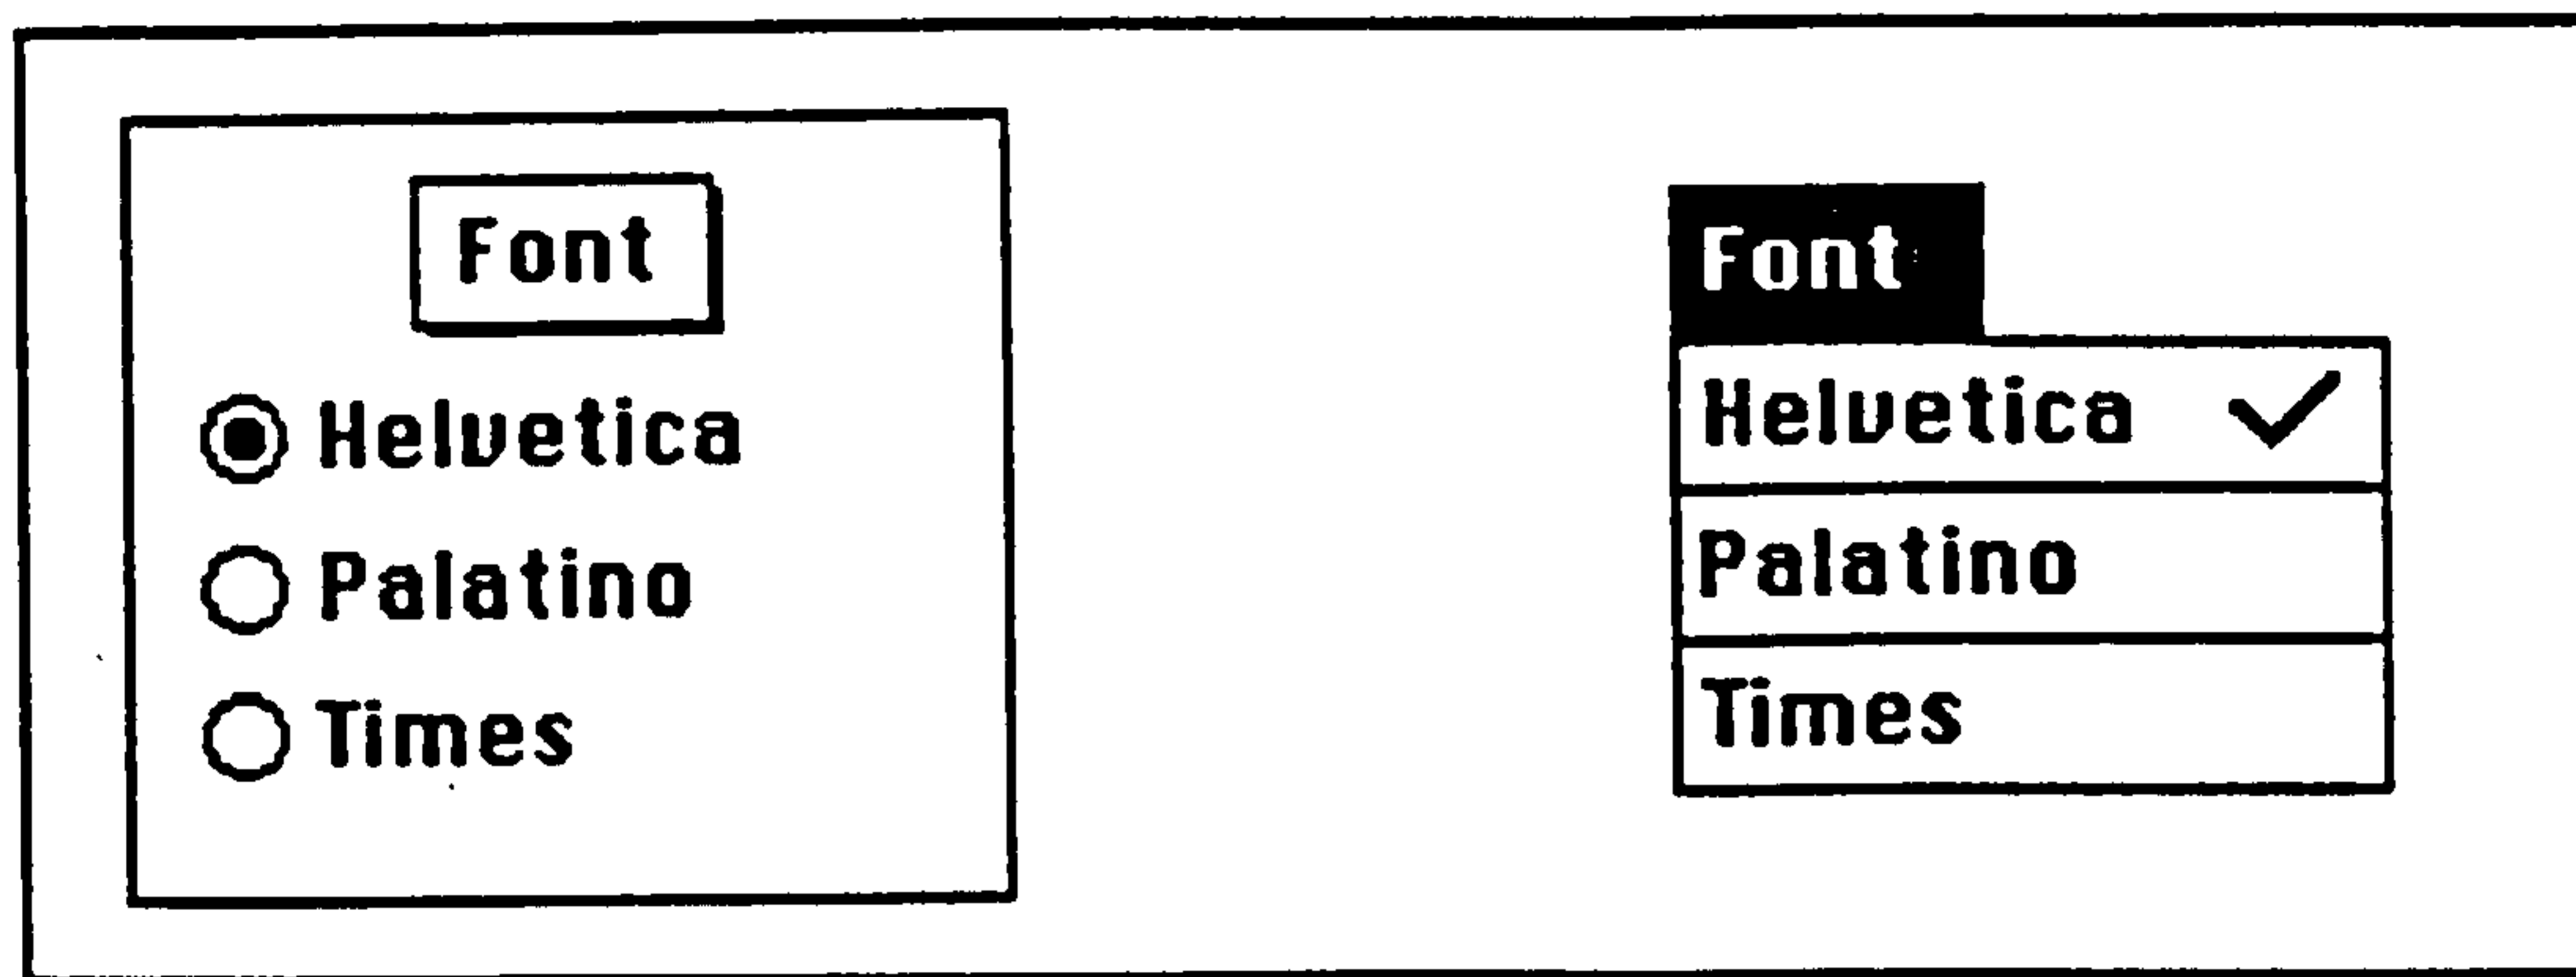 Font
Helvetica
Palatino
Times
Font
Helvetica
Palatino
Times